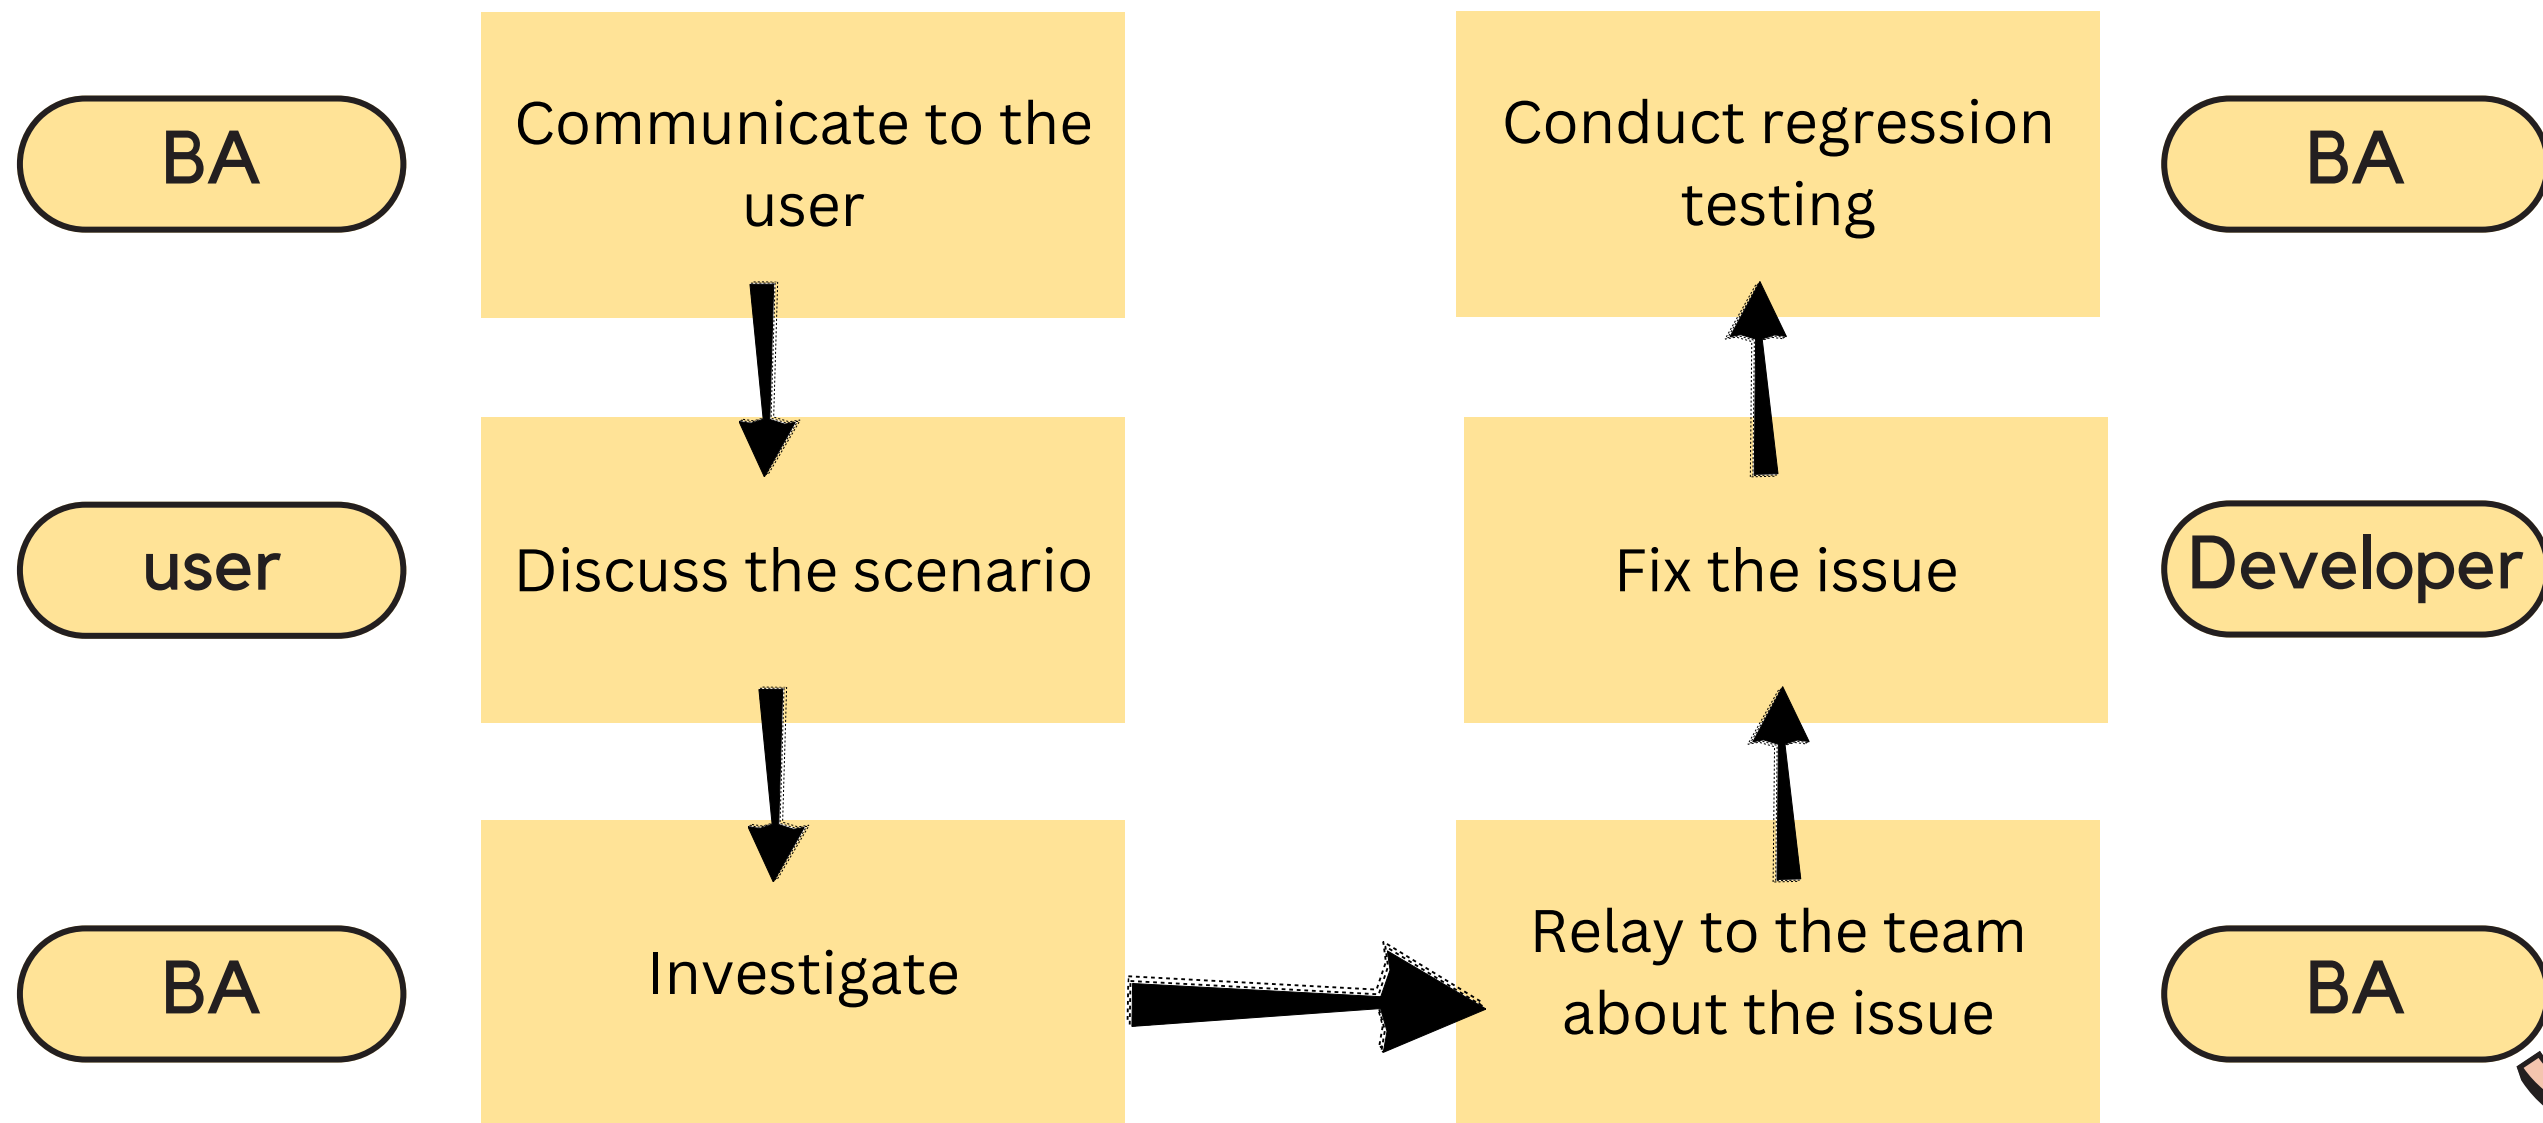 BA
Communicate to the
user
Conduct regression
testing
BA
user
Discuss the scenario
Fix the issue
Developer
BA
Investigate
Relay to the team
about the issue
BA